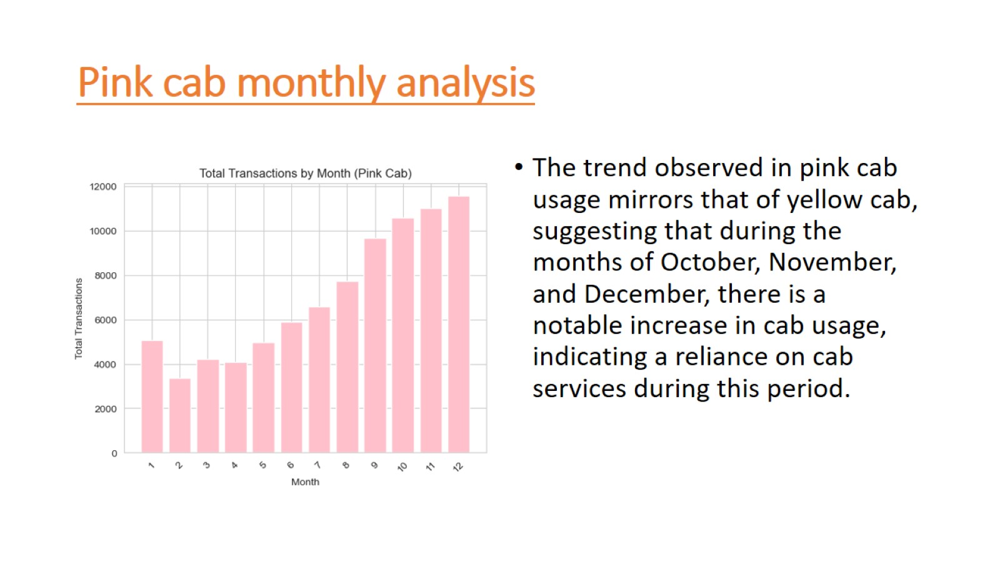 Pink cab monthly analysis
Total Transactions by Month (Pink Cab)
12000
10000
8000
6000
4000
2000
0
Total Transactions
1 2 3 4 5 6 7 8 9 10 11 12
Month
• The trend observed in pink cab
usage mirrors that of yellow cab,
suggesting that during the
months of October, November,
and December, there is a
notable increase in cab usage,
indicating a reliance on cab
services during this period.